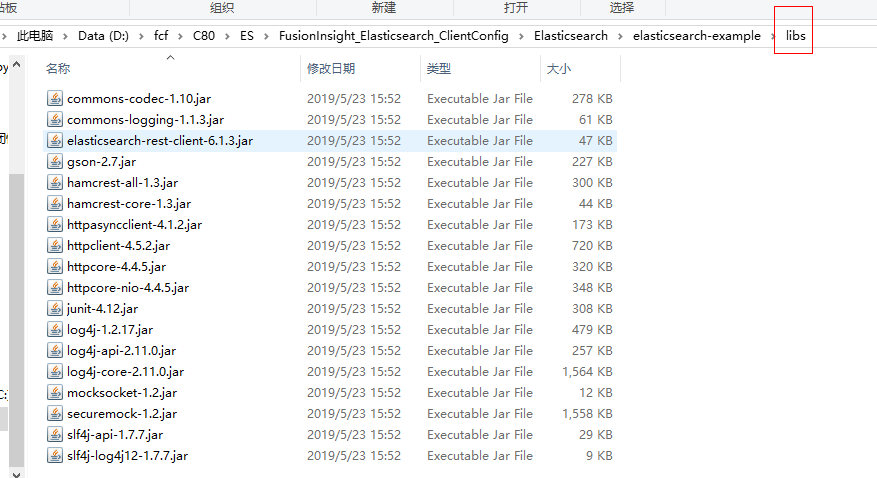 贴板 组织 新建 打开 选择
此电脑 > Data (D:) > fcf > C80 > ES > FusionInsight_Elasticsearch_ClientConfig > Elasticsearch > elasticsearch-example > libs
名称 修改日期 类型 大小
commons-codec-1.10.jar 2019/5/23 15:52 Executable Jar File 278 KB
commons-logging-1.1.3.jar 2019/5/23 15:52 Executable Jar File 61 KB
elasticsearch-rest-client-6.1.3.jar 2019/5/23 15:52 Executable Jar File 47 KB
gson-2.7.jar 2019/5/23 15:52 Executable Jar File 227 KB
hamcrest-all-1.3.jar 2019/5/23 15:52 Executable Jar File 300 KB
hamcrest-core-1.3.jar 2019/5/23 15:52 Executable Jar File 44 KB
httpasyncclient-4.1.2.jar 2019/5/23 15:52 Executable Jar File 173 KB
httpclient-4.5.2.jar 2019/5/23 15:52 Executable Jar File 720 KB
httpcore-4.4.5.jar 2019/5/23 15:52 Executable Jar File 320 KB
httpcore-nio-4.4.5.jar 2019/5/23 15:52 Executable Jar File 348 KB
junit-4.12.jar 2019/5/23 15:52 Executable Jar File 308 KB
log4j-1.2.17.jar 2019/5/23 15:52 Executable Jar File 479 KB
log4j-api-2.11.0.jar 2019/5/23 15:52 Executable Jar File 257 KB
log4j-core-2.11.0.jar 2019/5/23 15:52 Executable Jar File 1,564 KB
mocksocket-1.2.jar 2019/5/23 15:52 Executable Jar File 12 KB
securemock-1.2.jar 2019/5/23 15:52 Executable Jar File 1,558 KB
slf4j-api-1.7.7.jar 2019/5/23 15:52 Executable Jar File 29 KB
slf4j-log4j12-1.7.7.jar 2019/5/23 15:52 Executable Jar File 9 KB